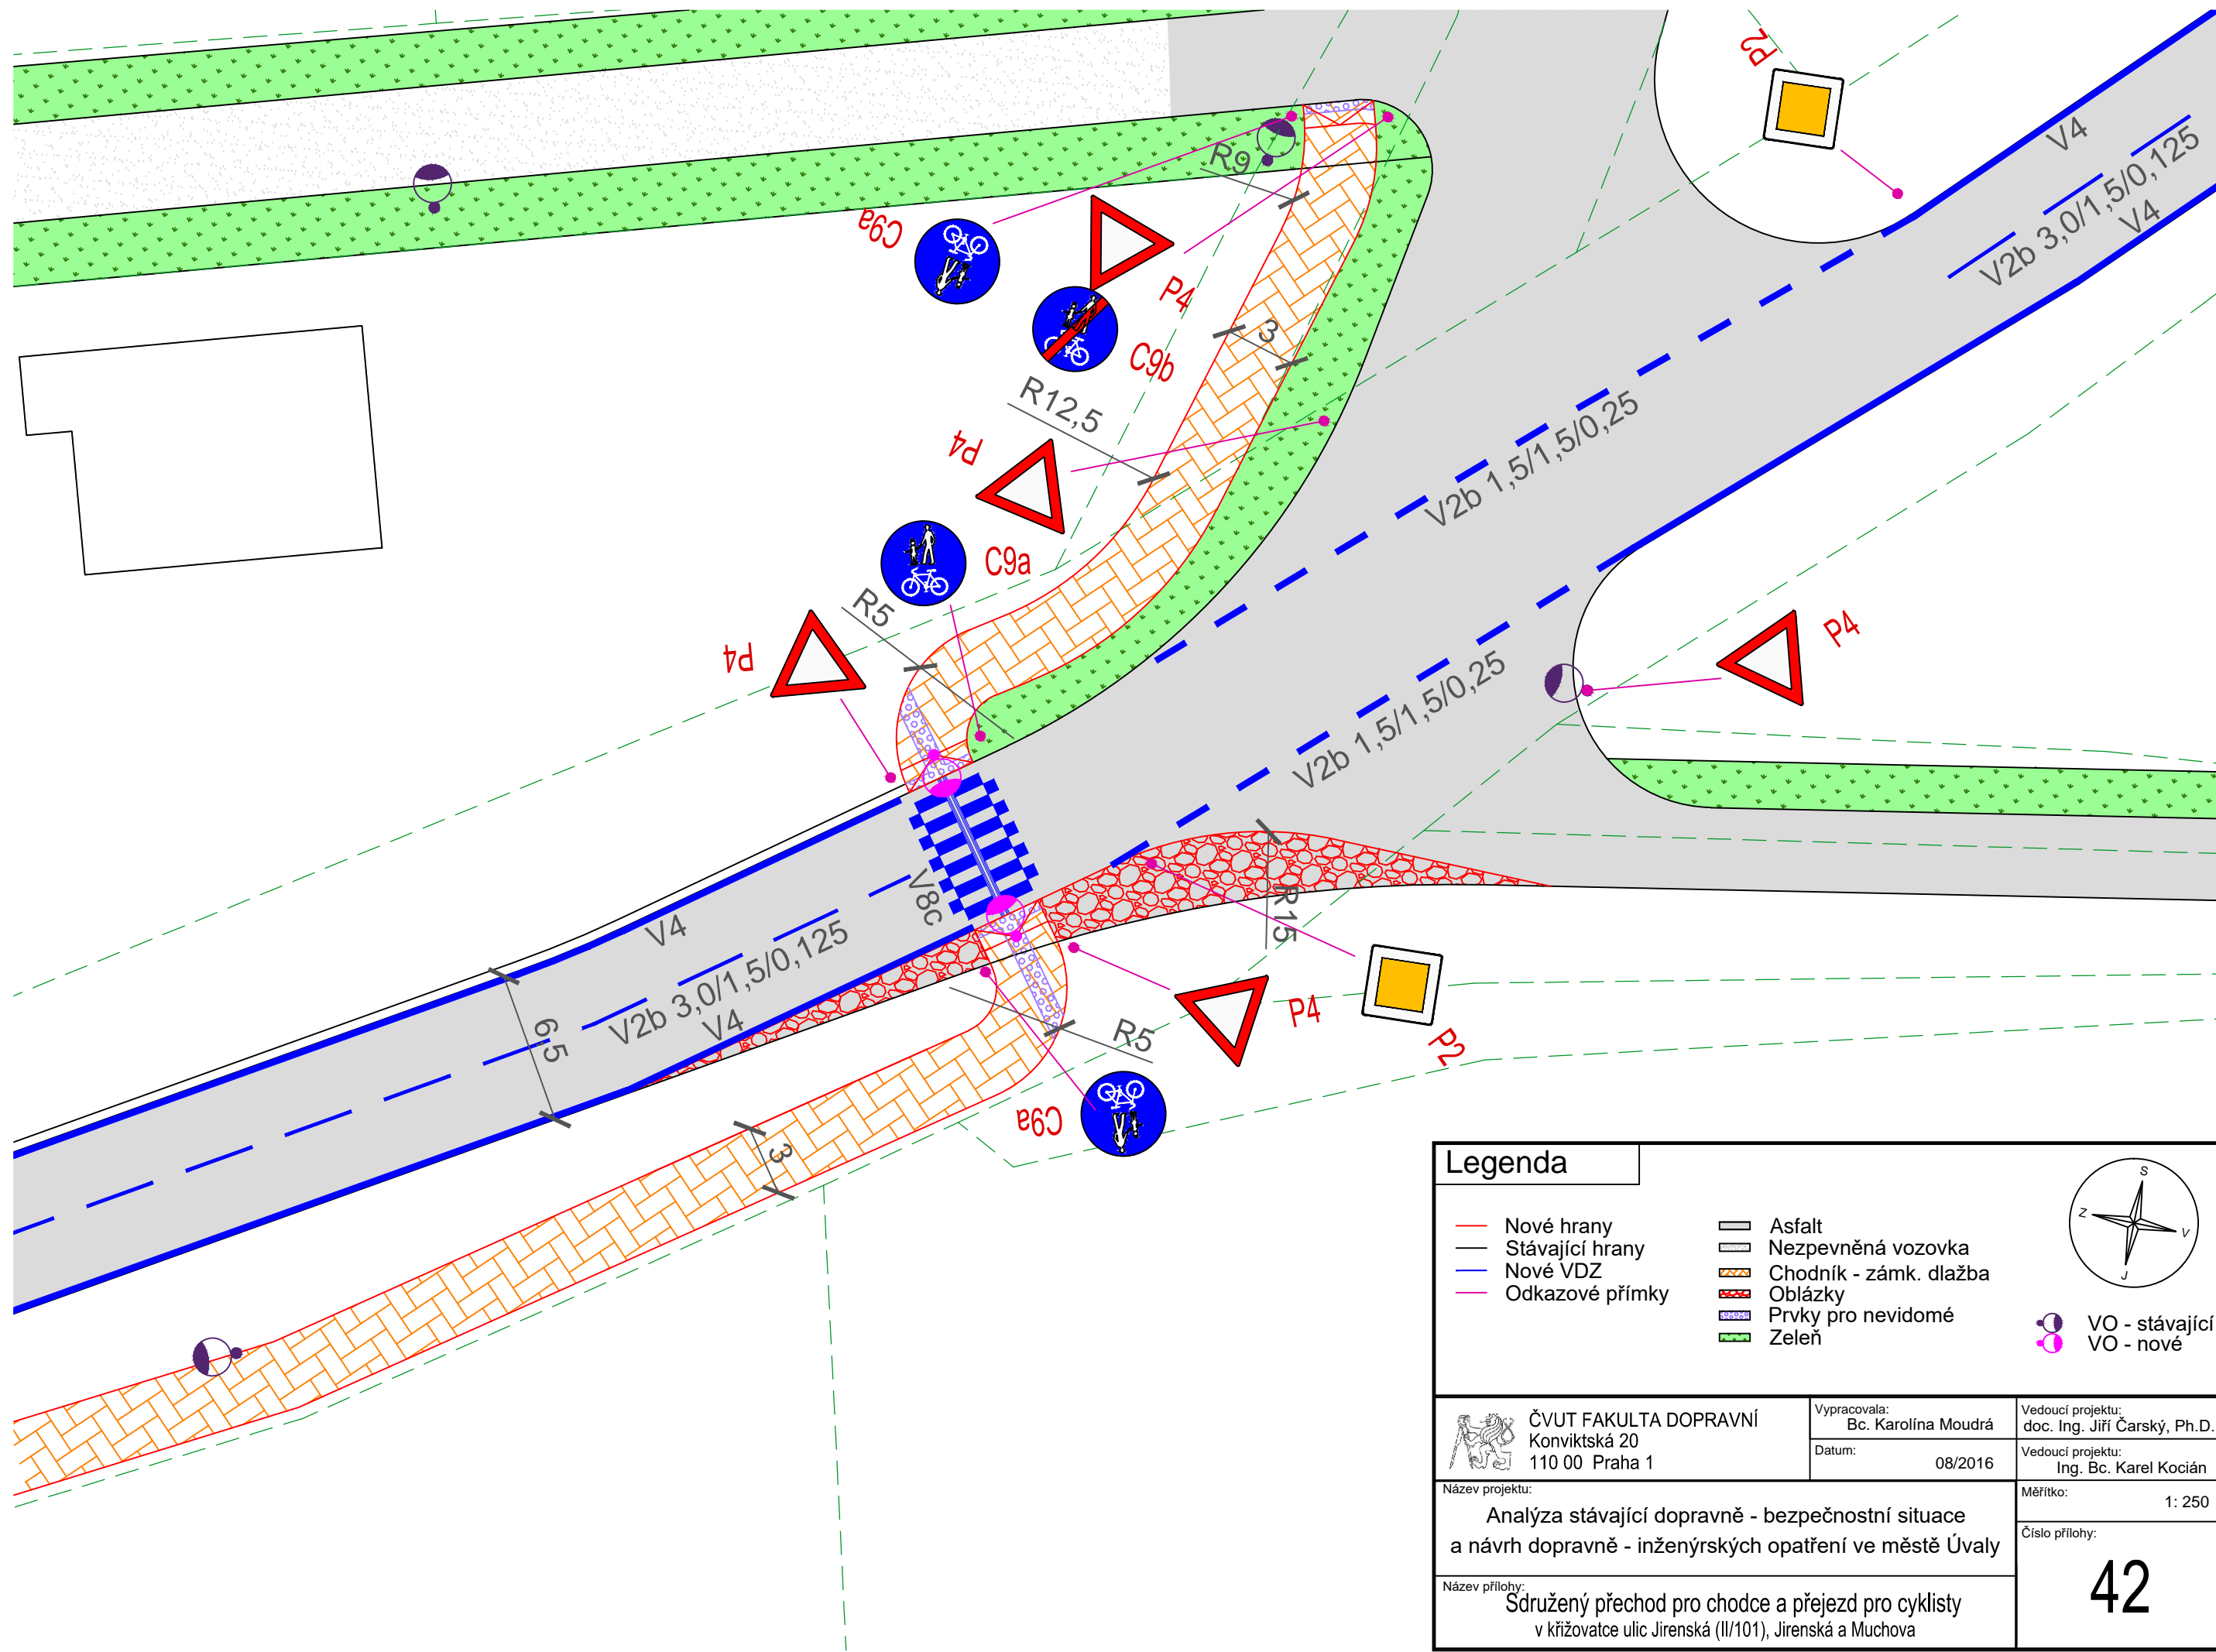 P2
V4
V2b 3,0/1,5/0,125
V4
R9
C9a
P4
C9b
3
R12,5
P4
V2b 1,5/1,5/0,25
C9a
R5
P4
P4
V2b 1,5/1,5/0,25
V8c
V4
V2b 3,0/1,5/0,125
V4
6,5
R15
R5
P4
P2
C9a
3
Legenda
Nové hrany
Stávající hrany
Nové VDZ
Odkazové přímky
Asfalt
Nezpevněná vozovka
Chodník - zámk. dlažba
Oblázky
Prvky pro nevidomé
Zeleň
S
Z
V
J
VO - stávající
VO - nové
ČVUT FAKULTA DOPRAVNÍ
Konviktská 20
110 00 Praha 1
Vypracovala:
Bc. Karolína Moudrá
Datum:
08/2016
Vedoucí projektu:
doc. Ing. Jiří Čarský, Ph.D.
Vedoucí projektu:
Ing. Bc. Karel Kocián
Název projektu:
Analýza stávající dopravně - bezpečnostní situace
a návrh dopravně - inženýrských opatření ve městě Úvaly
Měřítko:
1: 250
Číslo přílohy:
42
Název přílohy:
Sdružený přechod pro chodce a přejezd pro cyklisty
v křižovatce ulic Jirenská (II/101), Jirenská a Muchova